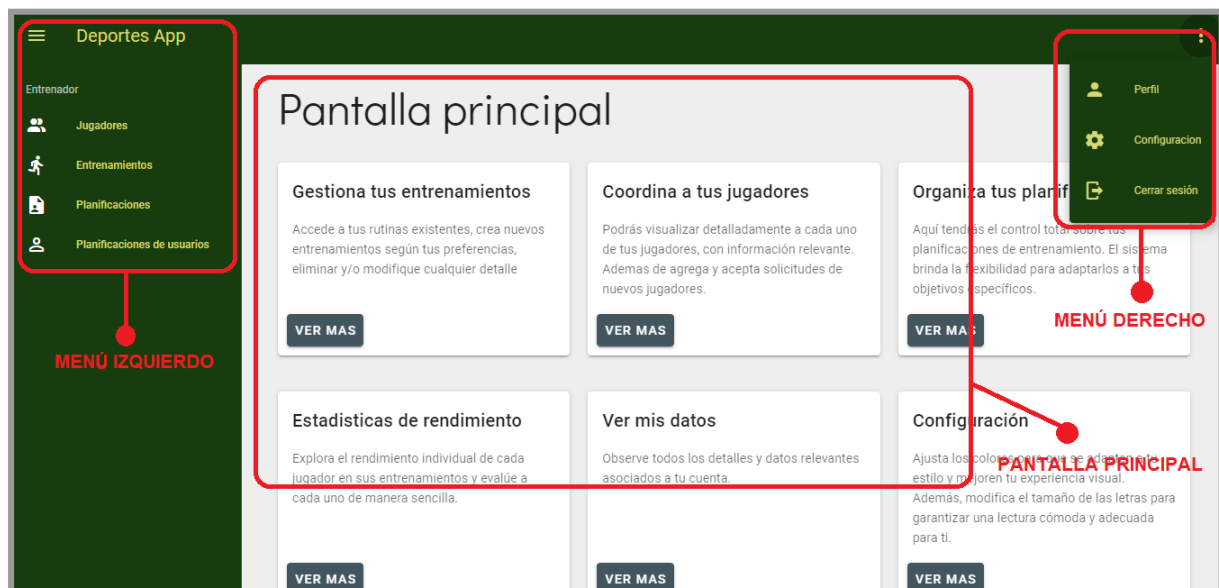 Deportes App
Entrenador
Jugadores
Entrenamientos
Planificaciones
Planificaciones de usuarios
MENÚ IZQUIERDO
Pantalla principal
Gestiona tus entrenamientos
Accede a tus rutinas existentes, crea nuevos
entrenamientos según tus preferencias,
eliminar y/o modifique cualquier detalle
VER MAS
Coordina a tus jugadores
Podrás visualizar detalladamente a cada uno
de tus jugadores, con información relevante.
Ademas de agrega y acepta solicitudes de
nuevos jugadores.
VER MAS
Organiza tus planif
Aquí tendrás el control total sobre tus
planificaciones de entrenamiento. El sistema
brinda la flexibilidad para adaptarlos a tus
objetivos específicos.
VER MAS
Perfil
Configuracion
Cerrar sesión
MENÚ DERECHO
Estadisticas de rendimiento
Explora el rendimiento individual de cada
jugador en sus entrenamientos y evalúe a
cada uno de manera sencilla.
VER MAS
Ver mis datos
Observe todos los detalles y datos relevantes
asociados a tu cuenta.
VER MAS
Configuración
Ajusta los colores para que se adapten a tu
estilo y mejoren tu experiencia visual.
Además, modifica el tamaño de las letras para
garantizar una lectura cómoda y adecuada
para ti.
VER MAS
PANTALLA PRINCIPAL